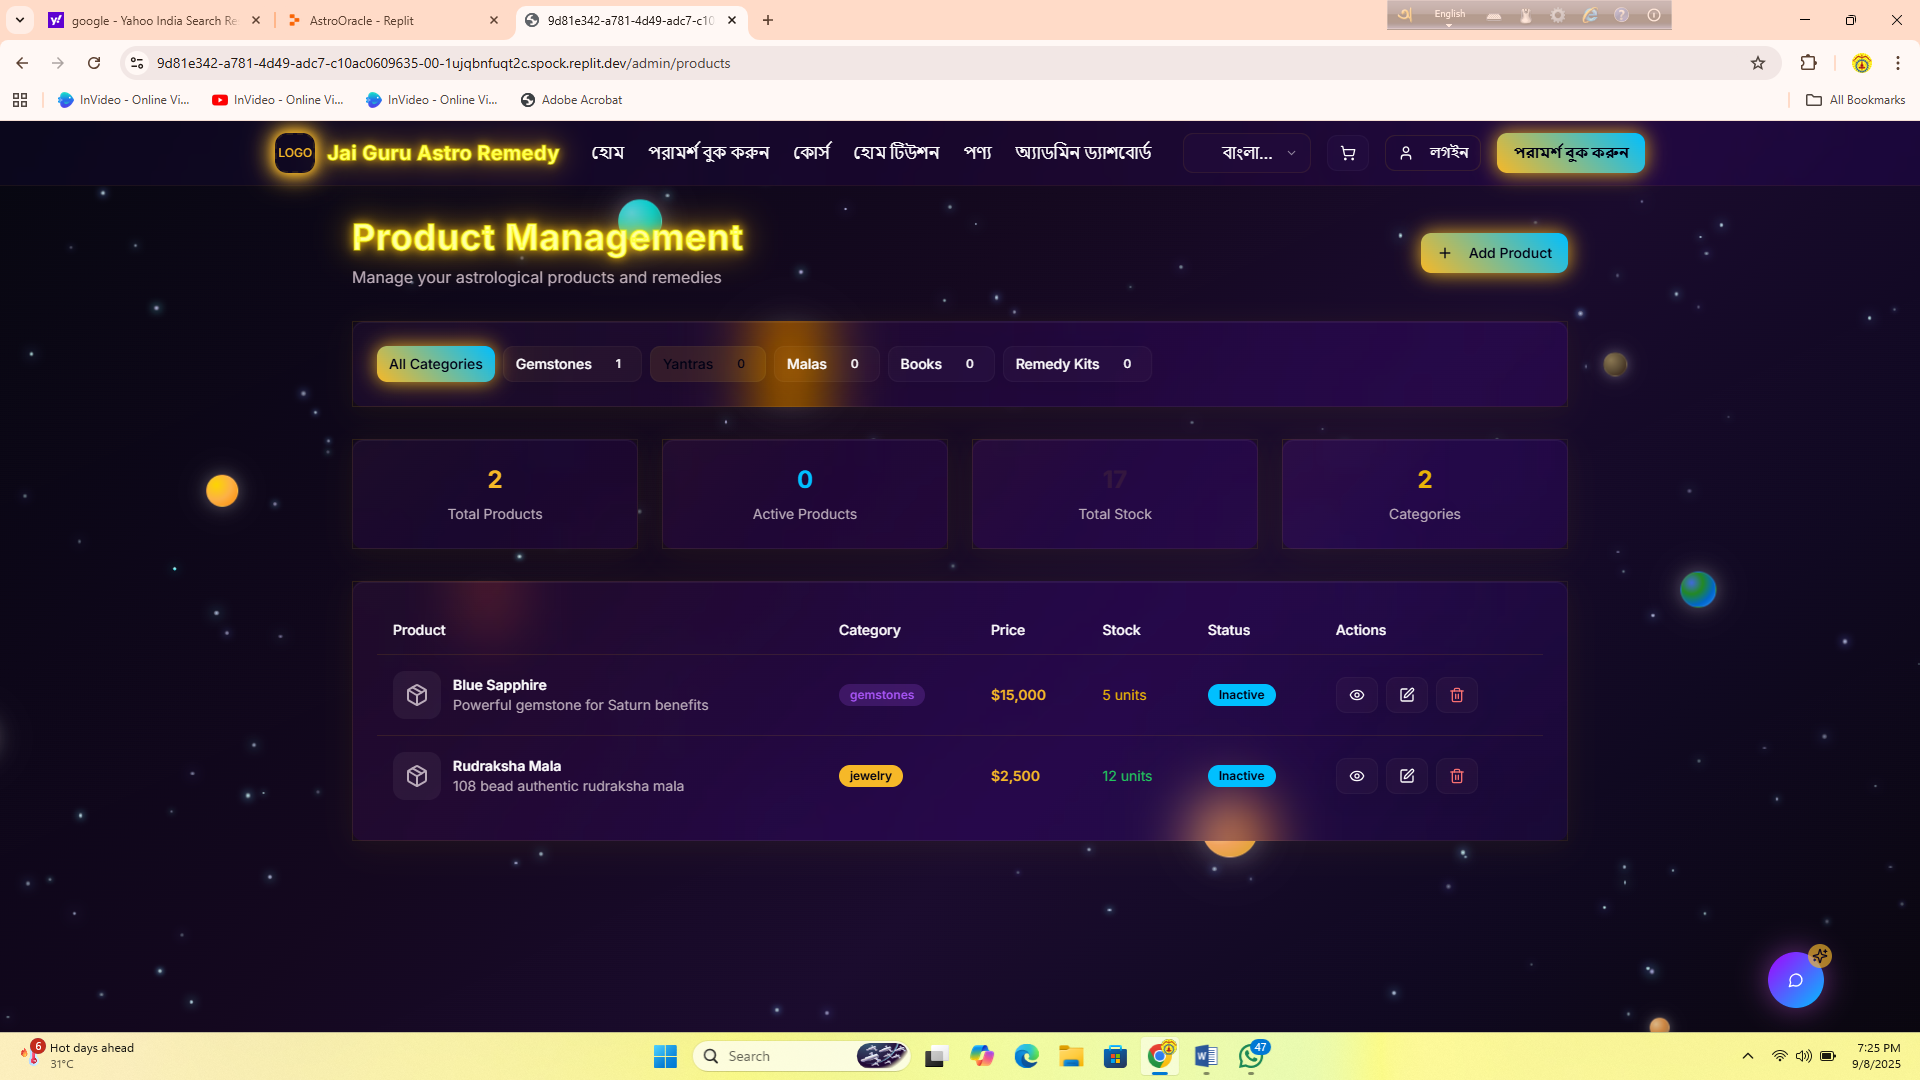 google - Yahoo India Search Re
AstroOracle - Replit
9d81e342-a781-4d49-adc7-c10
English
9d81e342-a781-4d49-adc7-c10ac0609635-00-1ujqbnfuqt2c.spock.replit.dev/admin/products
InVideo - Online Vi...
InVideo - Online Vi...
InVideo - Online Vi...
Adobe Acrobat
All Bookmarks
LOGO
Jai Guru Astro Remedy
হোম
পরামর্শ বুক করুন
কোর্স
হোম টিউশন
পণ্য
অ্যাডমিন ড্যাশবোর্ড
বাংলা...
লগইন
পরামর্শ বুক করুন
Product Management
Manage your astrological products and remedies
Add Product
All Categories
Gemstones 1
Yantras 0
Malas 0
Books 0
Remedy Kits 0
2
Total Products
0
Active Products
17
Total Stock
2
Categories
Product Category Price Stock Status Actions
Blue Sapphire
Powerful gemstone for Saturn benefits
gemstones
$15,000
5 units
Inactive
Rudraksha Mala
108 bead authentic rudraksha mala
jewelry
$2,500
12 units
Inactive
6
Hot days ahead
31°C
Search
47
7:25 PM
9/8/2025